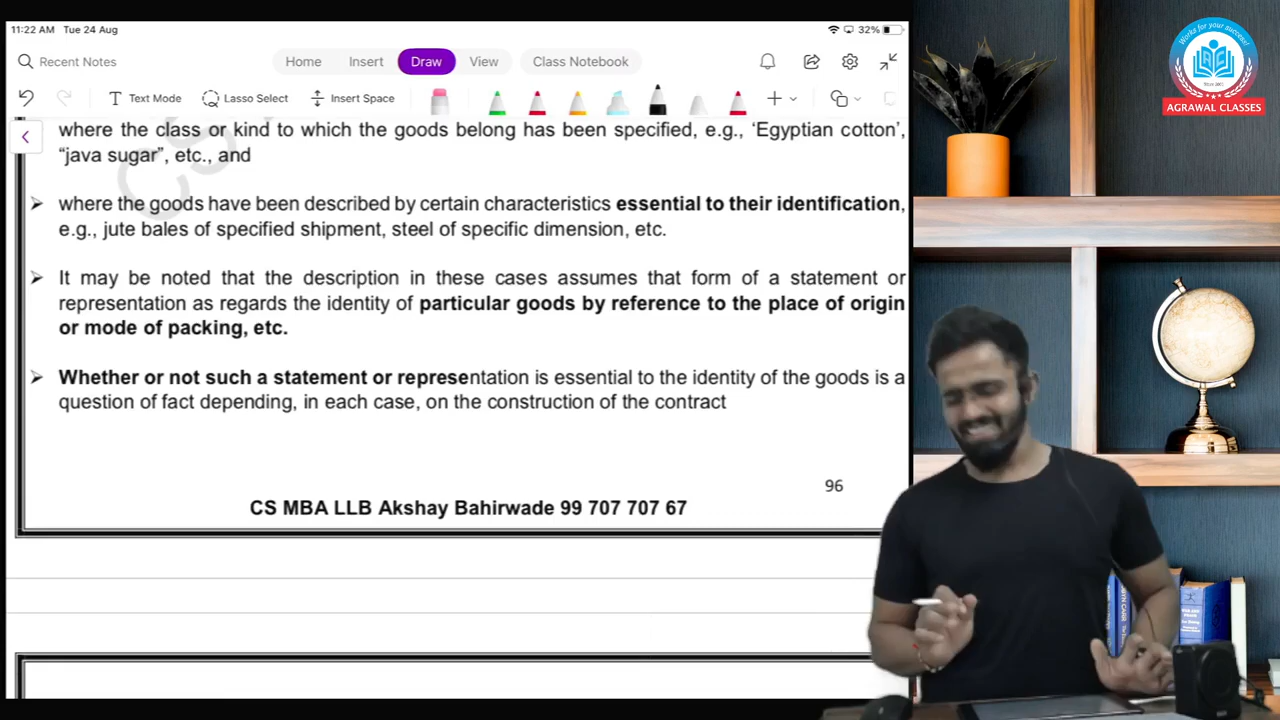 11:22 AM Tue 24 Aug
32%
Recent Notes
Home Insert Draw View Class Notebook
Text Mode Lasso Select Insert Space
where the class or kind to which the goods belong has been specified, e.g., ‘Egyptian cotton’,
“java sugar”, etc., and
➢ where the goods have been described by certain characteristics essential to their identification,
e.g., jute bales of specified shipment, steel of specific dimension, etc.
➢ It may be noted that the description in these cases assumes that form of a statement or
representation as regards the identity of particular goods by reference to the place of origin
or mode of packing, etc.
➢ Whether or not such a statement or representation is essential to the identity of the goods is a
question of fact depending, in each case, on the construction of the contract
96
CS MBA LLB Akshay Bahirwade 99 707 707 67
CS
Works for your success!
AGRAWAL CLASSES